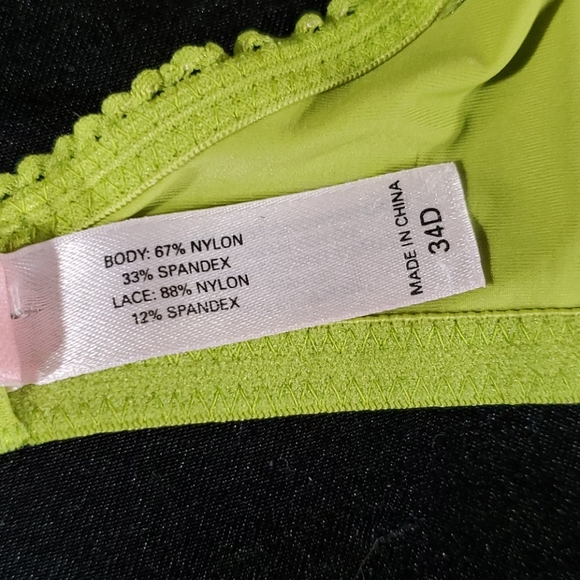 BODY: 67% NYLON
33% SPANDEX
LACE: 88% NYLON
12% SPANDEX
MADE IN CHINA
34D